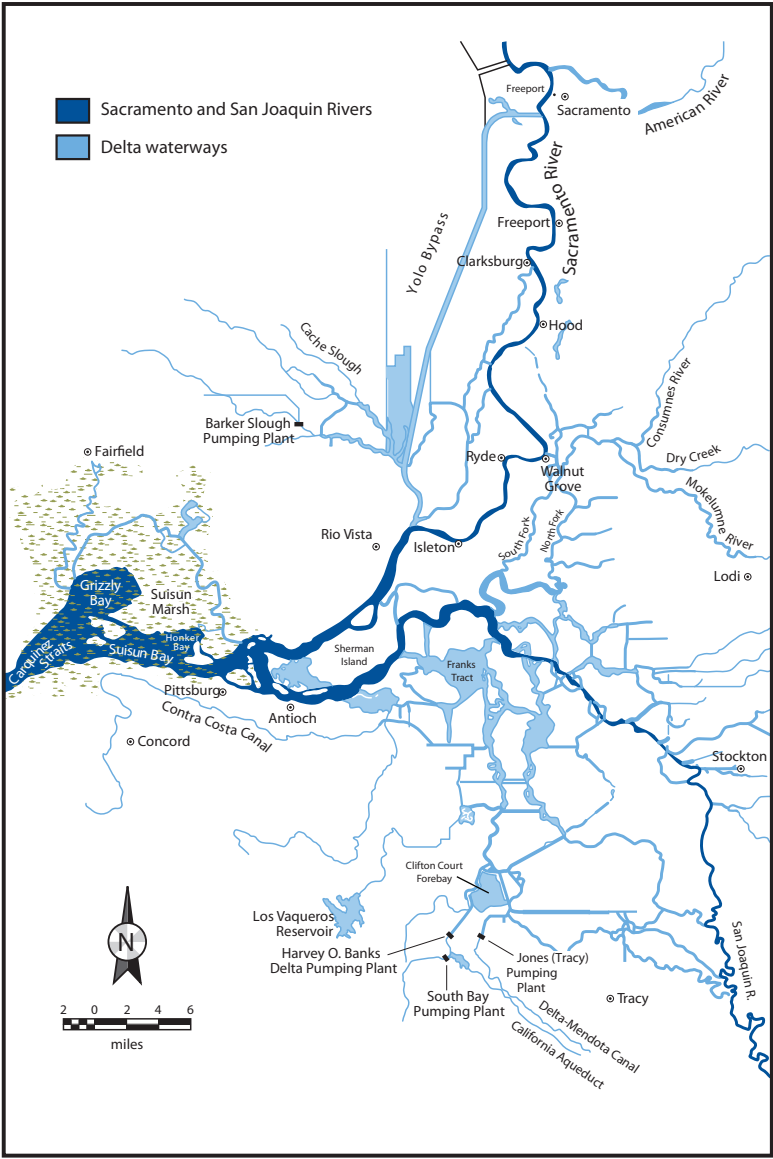 Sacramento and San Joaquin Rivers
Delta waterways
Freeport
Sacramento
American River
Sacramento River
Freeport
Yolo Bypass
Clarksburg
Hood
Cache Slough
Consumnes River
Barker Slough
Pumping Plant
Fairfield
Ryde
Walnut
Grove
Dry Creek
Mokelumne
River
Rio Vista
Isleton
South Fork
North Fork
Lodi
Grizzly
Bay
Suisun
Marsh
Honker
Bay
Carquinez
Straits
Suisun Bay
Sherman
Island
Franks
Tract
Pittsburg
Antioch
Contra Costa Canal
Concord
Stockton
Clifton Court
Forebay
Los Vaqueros
Reservoir
Harvey O. Banks
Delta Pumping Plant
Jones (Tracy)
Pumping
Plant
South Bay
Pumping Plant
San Joaquin R.
Tracy
Delta-Mendota Canal
California Aqueduct
N
2 0 2 4 6
miles